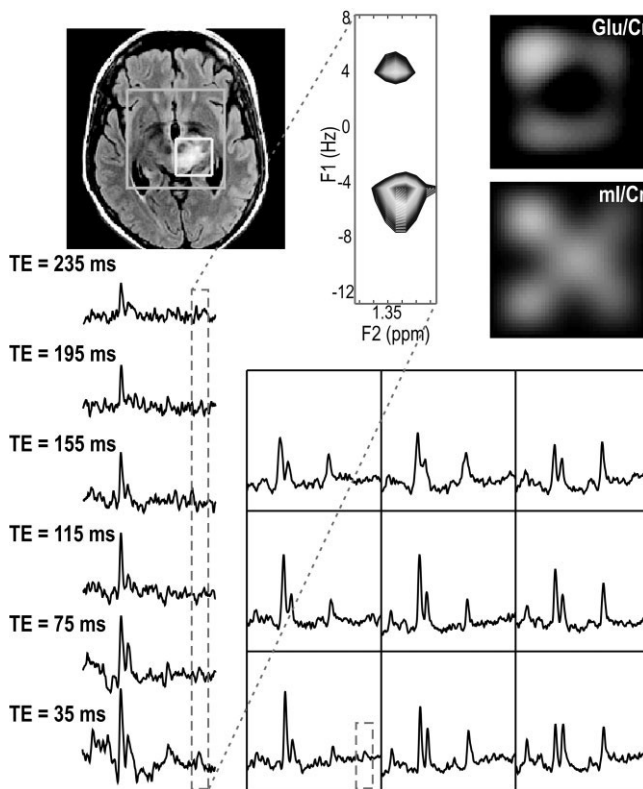 8
4
0
-4
-8
-12
F1 (Hz)
1.35
F2 (ppm)
Glu/Cr
mI/Cr
TE = 235 ms
TE = 195 ms
TE = 155 ms
TE = 115 ms
TE = 75 ms
TE = 35 ms